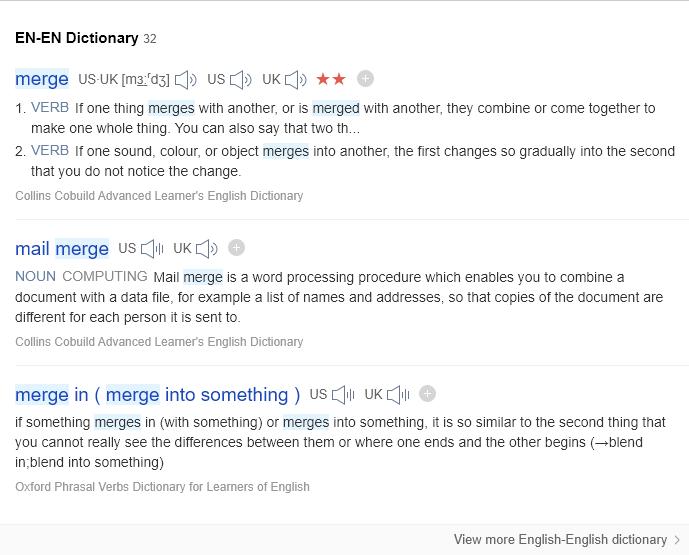 EN-EN Dictionary 32
merge US·UK [mɜːʳdʒ] US UK ★★
1. VERB If one thing merges with another, or is merged with another, they combine or come together to
make one whole thing. You can also say that two th...
2. VERB If one sound, colour, or object merges into another, the first changes so gradually into the second
that you do not notice the change.
Collins Cobuild Advanced Learner's English Dictionary
mail merge US UK
NOUN COMPUTING Mail merge is a word processing procedure which enables you to combine a
document with a data file, for example a list of names and addresses, so that copies of the document are
different for each person it is sent to.
Collins Cobuild Advanced Learner's English Dictionary
merge in ( merge into something ) US UK
if something merges in (with something) or merges into something, it is so similar to the second thing that
you cannot really see the differences between them or where one ends and the other begins (→blend
in;blend into something)
Oxford Phrasal Verbs Dictionary for Learners of English
View more English-English dictionary >